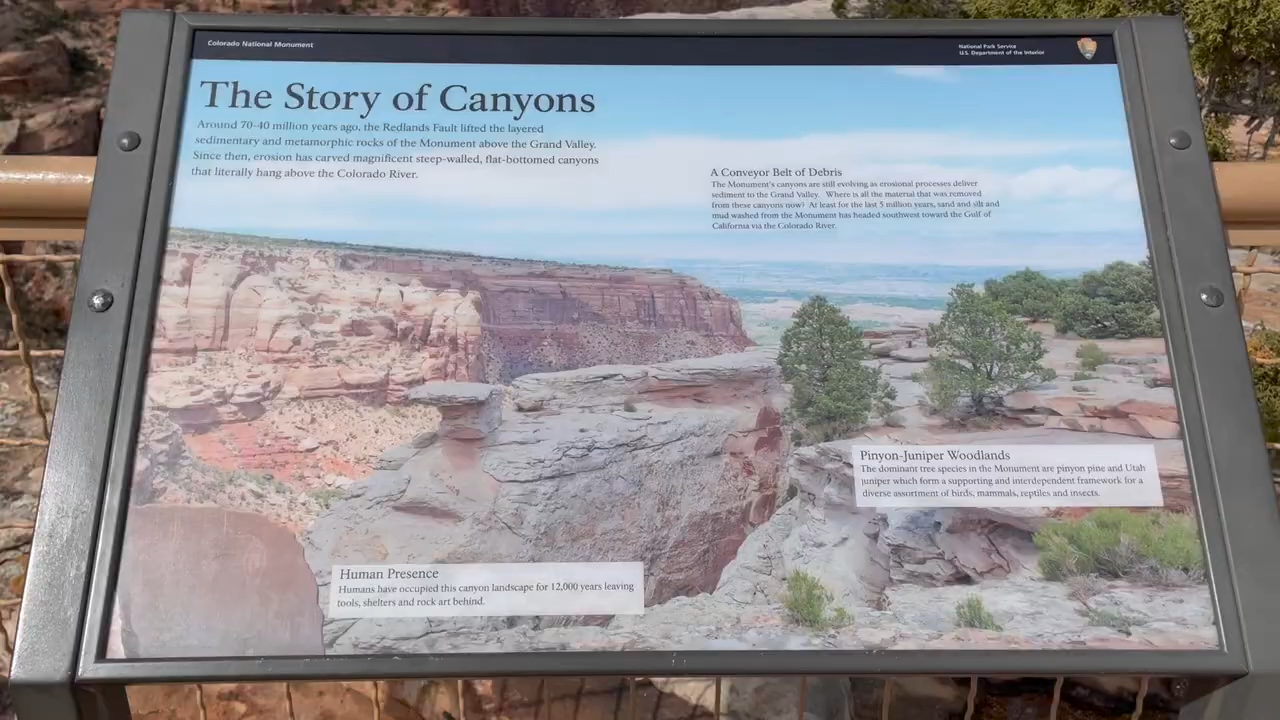 Colorado National Monument
National Park Service
U.S. Department of the Interior
The Story of Canyons
Around 70-40 million years ago, the Redlands Fault lifted the layered
sedimentary and metamorphic rocks of the Monument above the Grand Valley.
Since then, erosion has carved magnificent steep-walled, flat-bottomed canyons
that literally hang above the Colorado River.
A Conveyor Belt of Debris
The Monument's canyons are still evolving as erosional processes deliver
sediment to the Grand Valley. Where is all the material that was removed
from these canyons now? At least for the last 5 million years, sand and silt and
mud washed from the Monument has headed southwest toward the Gulf of
California via the Colorado River.
Pinyon-Juniper Woodlands
The dominant tree species in the Monument are pinyon pine and Utah
juniper which form a supporting and interdependent framework for a
diverse assortment of birds, mammals, reptiles and insects.
Human Presence
Humans have occupied this canyon landscape for 12,000 years leaving
tools, shelters and rock art behind.